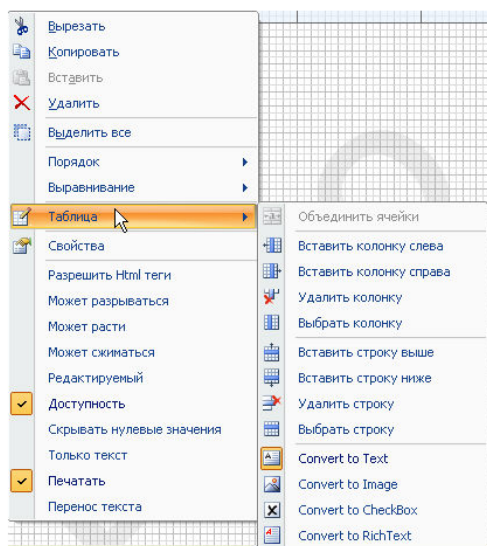 Вырезать
Копировать
Вставить
Удалить
Выделить все
Порядок
Выравнивание
Таблица
Свойства
Разрешить Html теги
Может разрываться
Может расти
Может сжиматься
Редактируемый
Доступность
Скрывать нулевые значения
Только текст
Печатать
Перенос текста
Объединить ячейки
Вставить колонку слева
Вставить колонку справа
Удалить колонку
Выбрать колонку
Вставить строку выше
Вставить строку ниже
Удалить строку
Выбрать строку
Convert to Text
Convert to Image
Convert to CheckBox
Convert to RichText